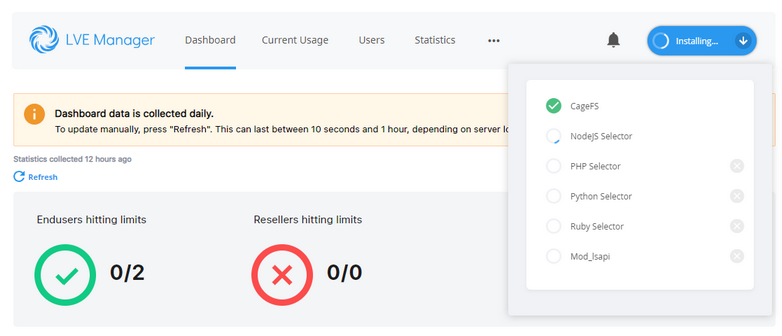 LVE Manager
Dashboard
Current Usage
Users
Statistics
Installing...
Dashboard data is collected daily.
To update manually, press "Refresh". This can last between 10 seconds and 1 hour, depending on server
Statistics collected 12 hours ago
Refresh
Endusers hitting limits
Resellers hitting limits
0/2
0/0
CageFS
NodeJS Selector
PHP Selector
Python Selector
Ruby Selector
Mod_lsapi